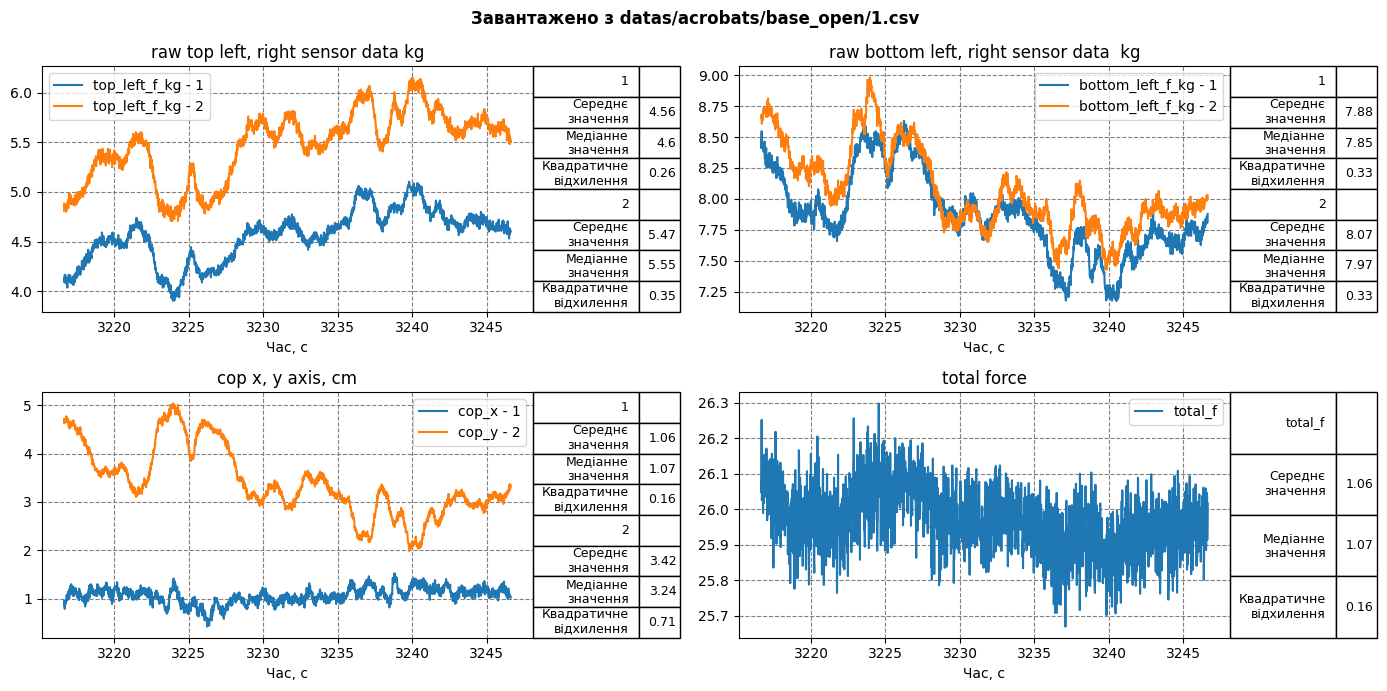 Завантажено з datas/acrobats/base_open/1.csv
raw top left, right sensor data kg
top_left_f_kg - 1
top_left_f_kg - 2
6.0
5.5
5.0
4.5
4.0
3220
3225
3230
3235
3240
3245
Час, с
1
Середнє
значення
4.56
Медіанне
значення
4.6
Квадратичне
відхилення
0.26
2
Середнє
значення
5.47
Медіанне
значення
5.55
Квадратичне
відхилення
0.35
raw bottom left, right sensor data  kg
bottom_left_f_kg - 1
bottom_left_f_kg - 2
9.00
8.75
8.50
8.25
8.00
7.75
7.50
7.25
3220
3225
3230
3235
3240
3245
Час, с
1
Середнє
значення
7.88
Медіанне
значення
7.85
Квадратичне
відхилення
0.33
2
Середнє
значення
8.07
Медіанне
значення
7.97
Квадратичне
відхилення
0.33
cop x, y axis, cm
cop_x - 1
cop_y - 2
5
4
3
2
1
3220
3225
3230
3235
3240
3245
Час, с
1
Середнє
значення
1.06
Медіанне
значення
1.07
Квадратичне
відхилення
0.16
2
Середнє
значення
3.42
Медіанне
значення
3.24
Квадратичне
відхилення
0.71
total force
total_f
26.3
26.2
26.1
26.0
25.9
25.8
25.7
3220
3225
3230
3235
3240
3245
Час, с
total_f
Середнє
значення
1.06
Медіанне
значення
1.07
Квадратичне
відхилення
0.16